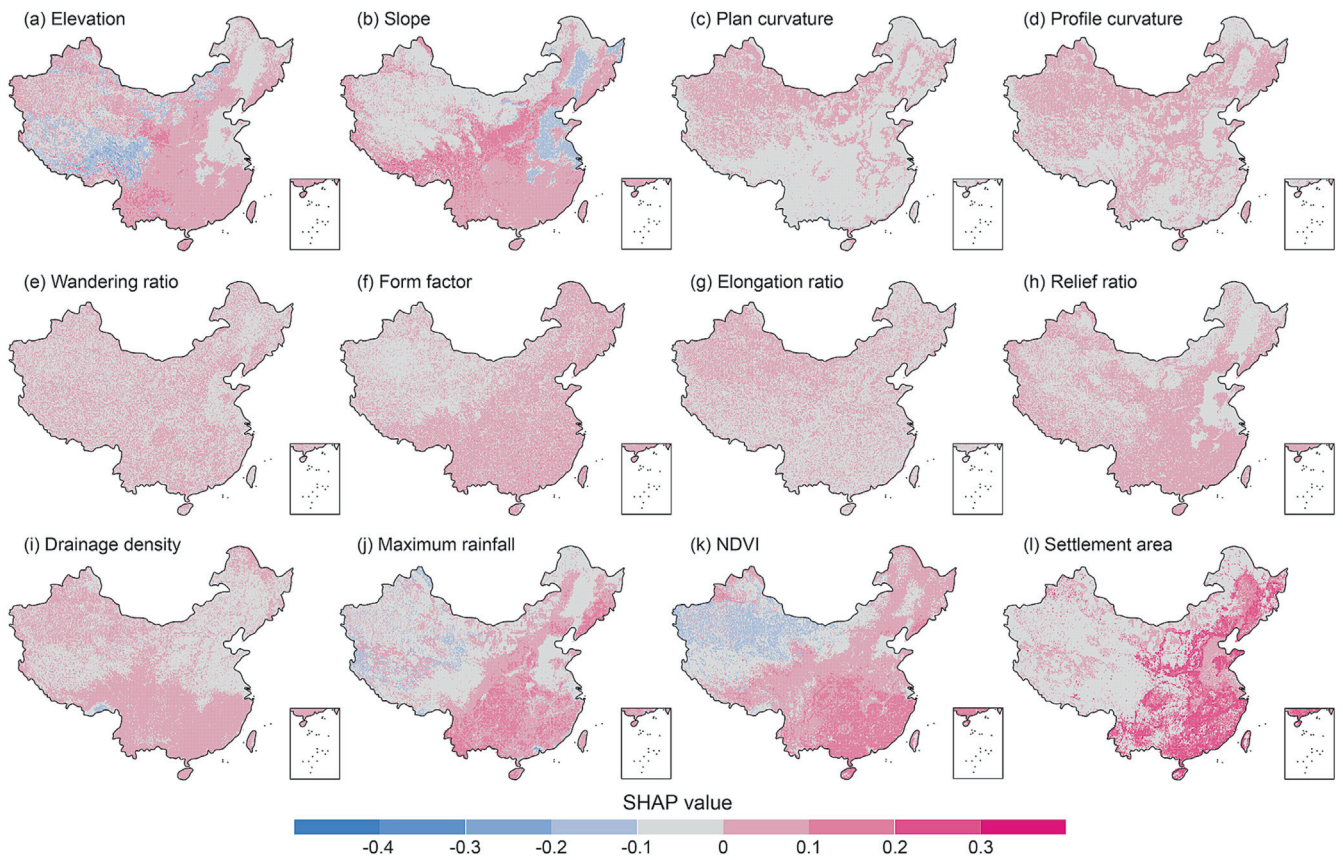 (a) Elevation
(b) Slope
(c) Plan curvature
(d) Profile curvature
(e) Wandering ratio
(f) Form factor
(g) Elongation ratio
(h) Relief ratio
(i) Drainage density
(j) Maximum rainfall
(k) NDVI
(l) Settlement area
SHAP value
-0.4 -0.3 -0.2 -0.1 0 0.1 0.2 0.3